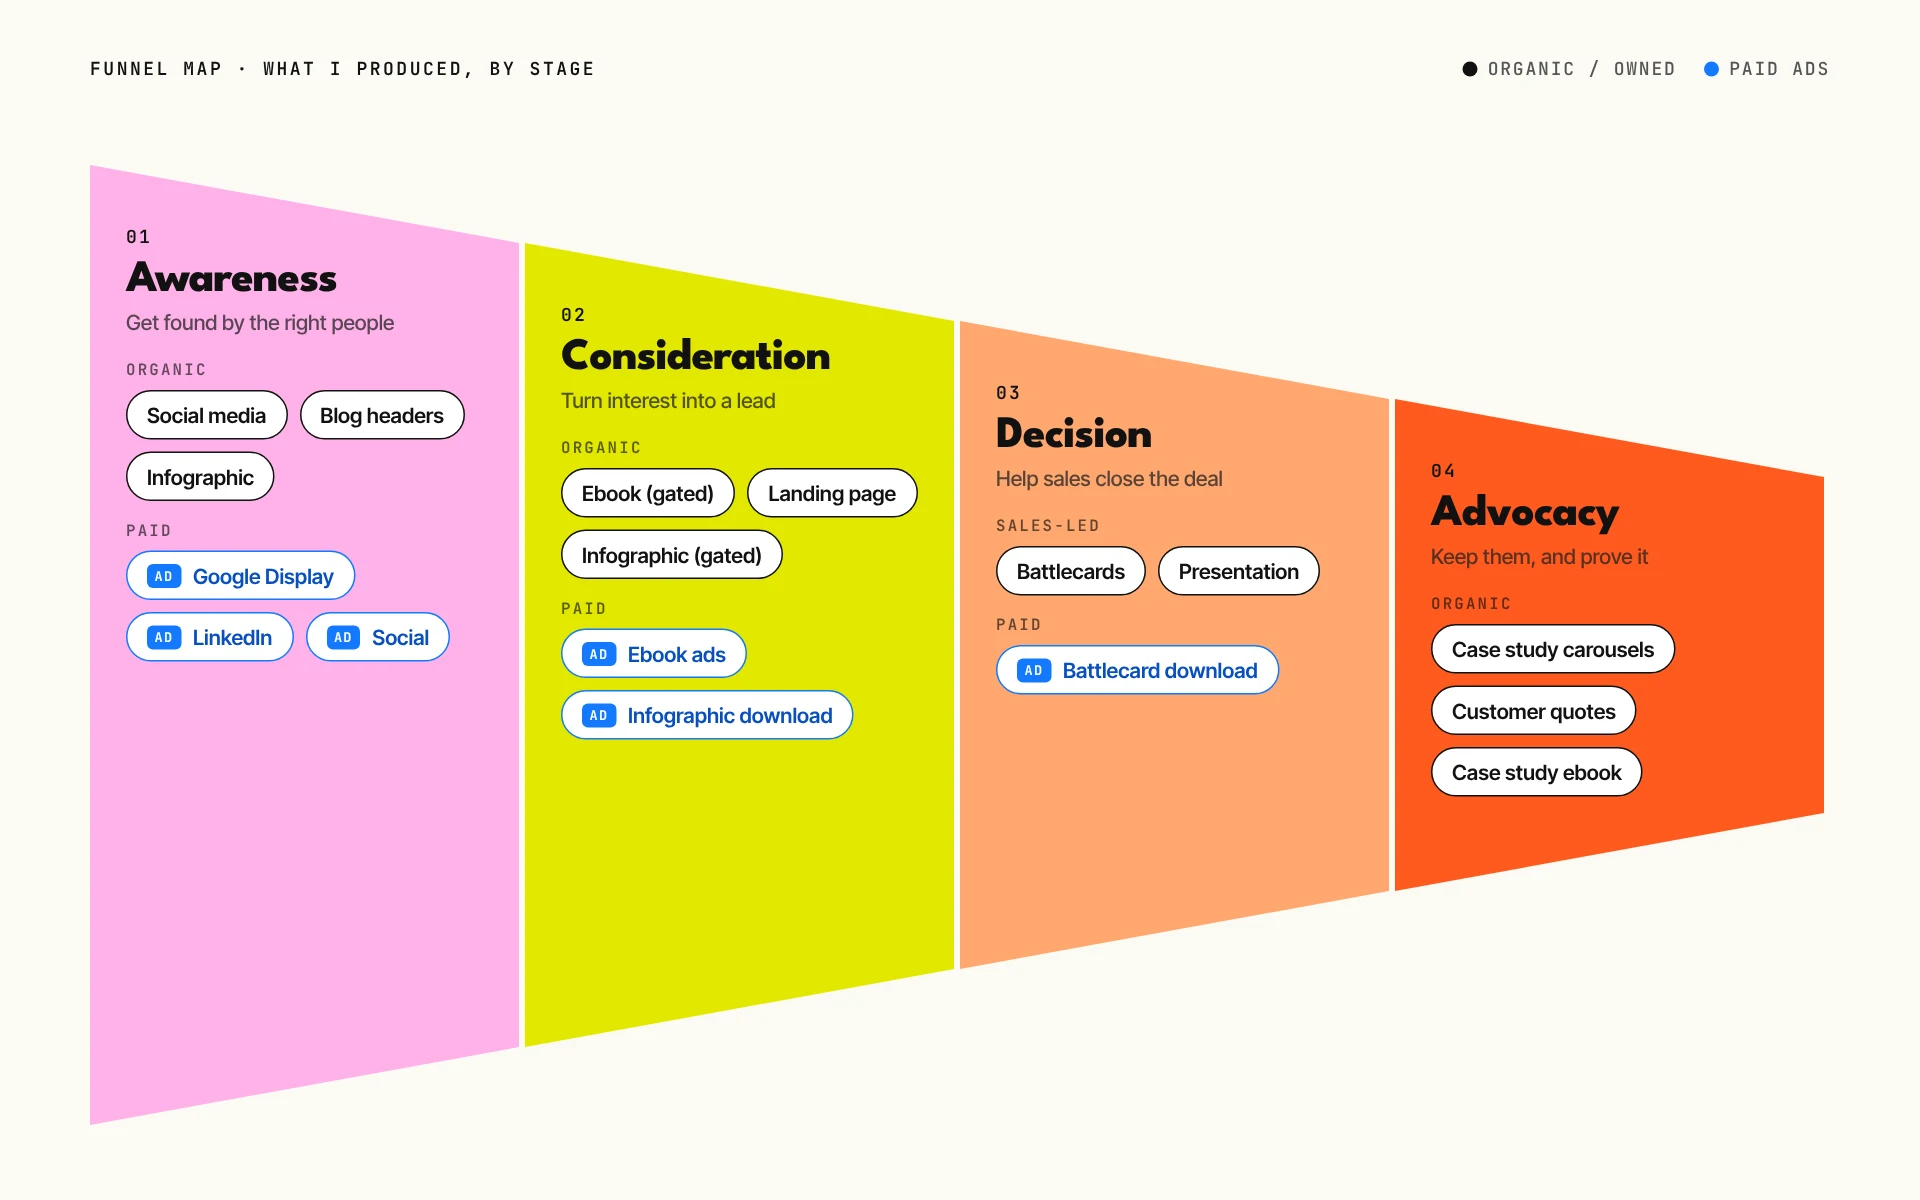 FUNNEL MAP · WHAT I PRODUCED, BY STAGE
ORGANIC / OWNED
PAID ADS
01
Awareness
Get found by the right people
ORGANIC
Social media
Blog headers
Infographic
PAID
AD Google Display
AD LinkedIn
AD Social
02
Consideration
Turn interest into a lead
ORGANIC
Ebook (gated)
Landing page
Infographic (gated)
PAID
AD Ebook ads
AD Infographic download
03
Decision
Help sales close the deal
SALES-LED
Battlecards
Presentation
PAID
AD Battlecard download
04
Advocacy
Keep them, and prove it
ORGANIC
Case study carousels
Customer quotes
Case study ebook